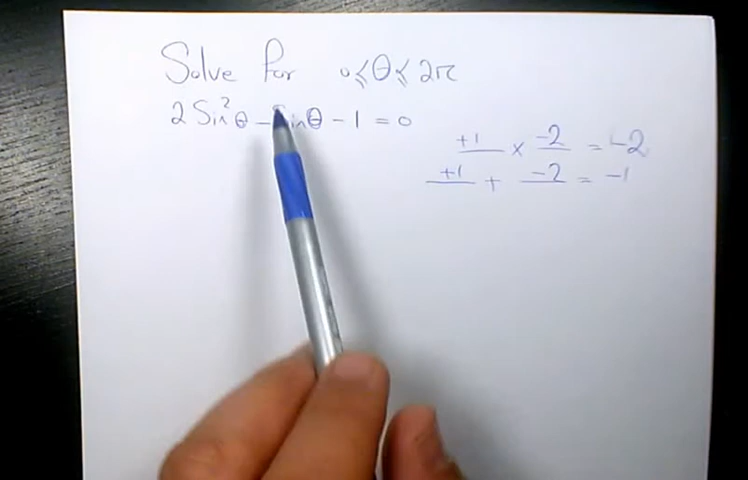 Solve for 0 ≤ θ ≤ 2π
2 Sin²θ - Sinθ - 1 = 0
+1 × -2 = -2
+1 + -2 = -1